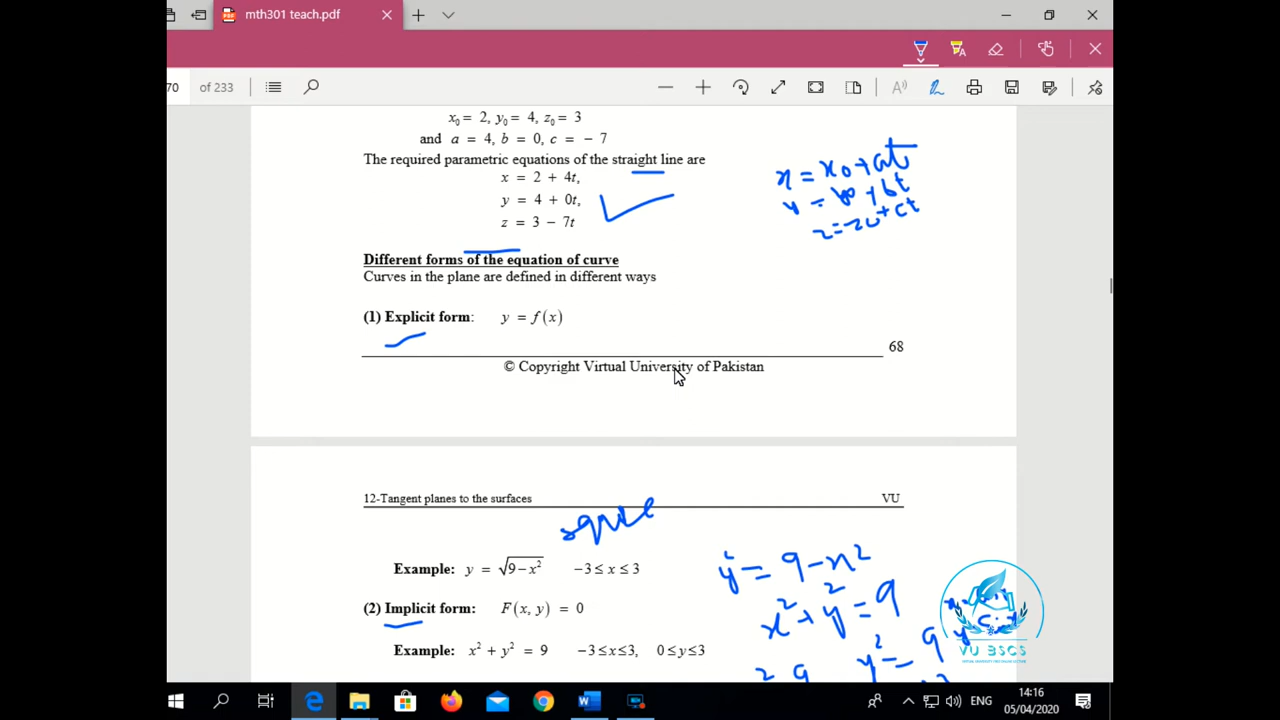 mth301 teach.pdf
70 of 233
x₀ = 2, y₀ = 4, z₀ = 3
and a = 4, b = 0, c = − 7
The required parametric equations of the straight line are
x = 2 + 4t,
y = 4 + 0t,
z = 3 − 7t
x = x₀ + at
y = y₀ + bt
z = z₀ + ct
Different forms of the equation of curve
Curves in the plane are defined in different ways
(1) Explicit form: y = f(x)
68
© Copyright Virtual University of Pakistan
12-Tangent planes to the surfaces VU
Example: y = √9−x² −3 ≤ x ≤ 3
y² = 9 − x²
(2) Implicit form: F(x, y) = 0
x² + y² = 9
Example: x² + y² = 9 −3≤x≤3, 0≤y≤3
y² = 9
VU BSCS
ENG
14:16
05/04/2020